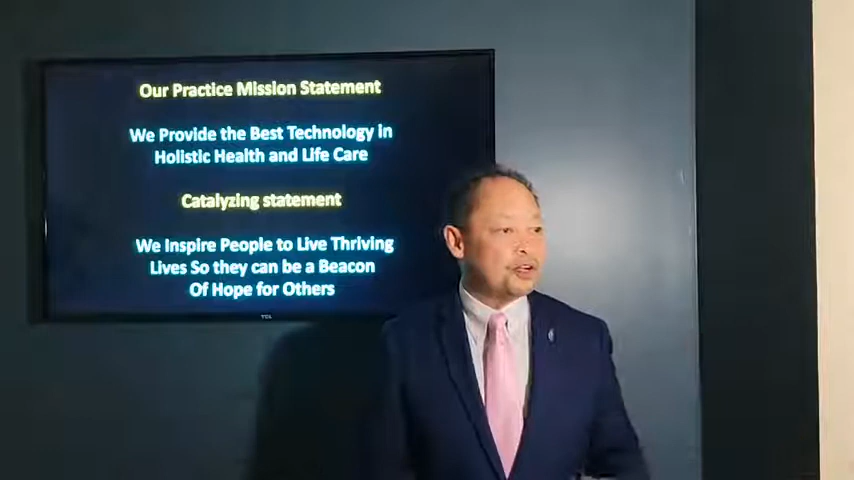 Our Practice Mission Statement
We Provide the Best Technology in
Holistic Health and Life Care
Catalyzing statement
We Inspire People to Live Thriving
Lives So they can be a Beacon
Of Hope for Others
TCL